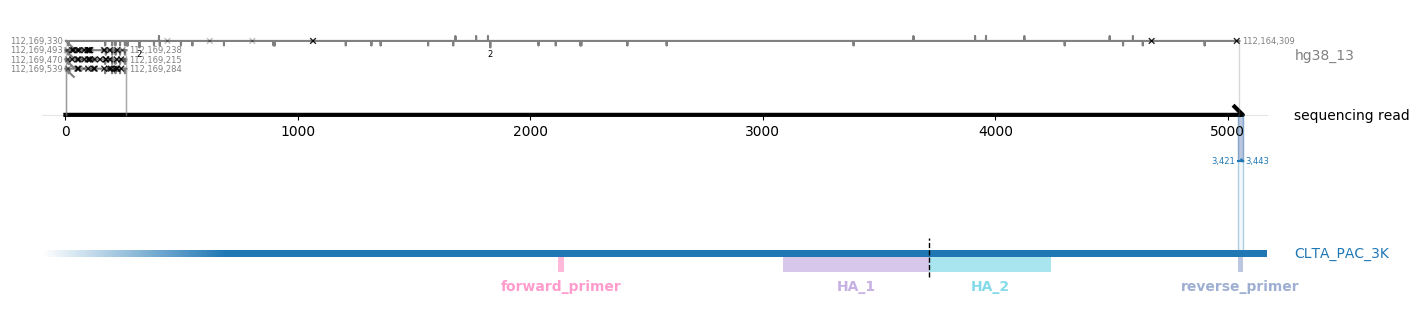 112,169,330 112,164,309
112,169,493 112,169,238
2
2
hg38_13
112,169,470 112,169,215
112,169,539 112,169,284
sequencing read
0 1000 2000 3000 4000 5000
3,421 3,443
CLTA_PAC_3K
forward_primer HA_1 HA_2 reverse_primer